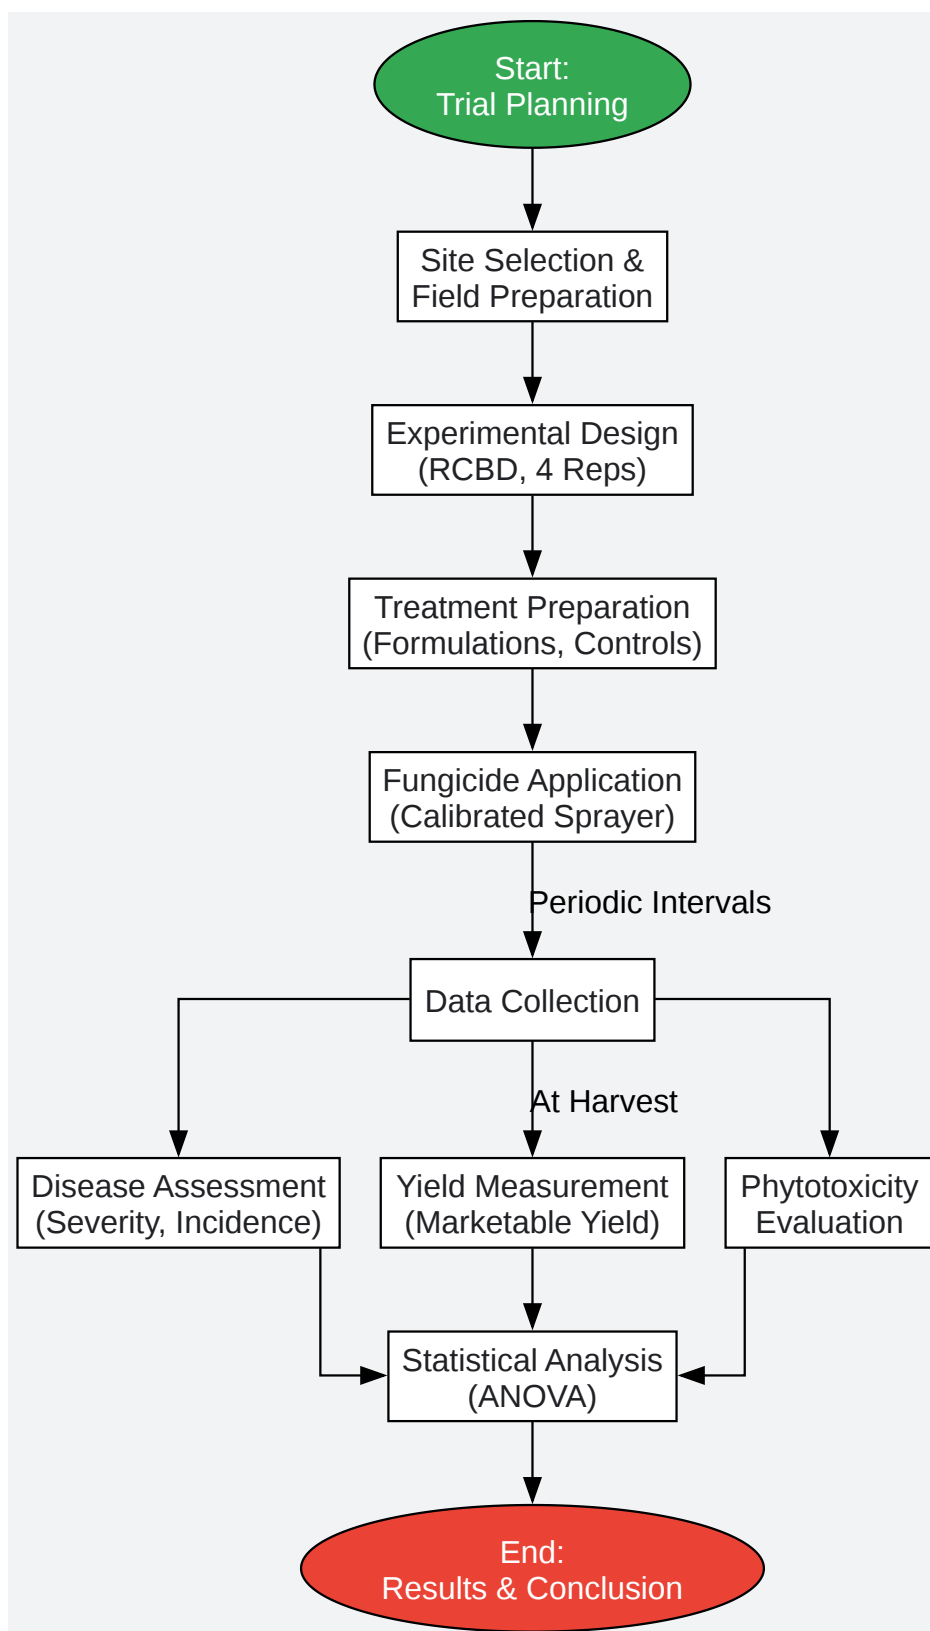 Start:
Trial Planning
Site Selection &
Field Preparation
Experimental Design
(RCBD, 4 Reps)
Treatment Preparation
(Formulations, Controls)
Fungicide Application
(Calibrated Sprayer)
Periodic Intervals
Data Collection
At Harvest
Disease Assessment
(Severity, Incidence)
Yield Measurement
(Marketable Yield)
Phytotoxicity
Evaluation
Statistical Analysis
(ANOVA)
End:
Results & Conclusion